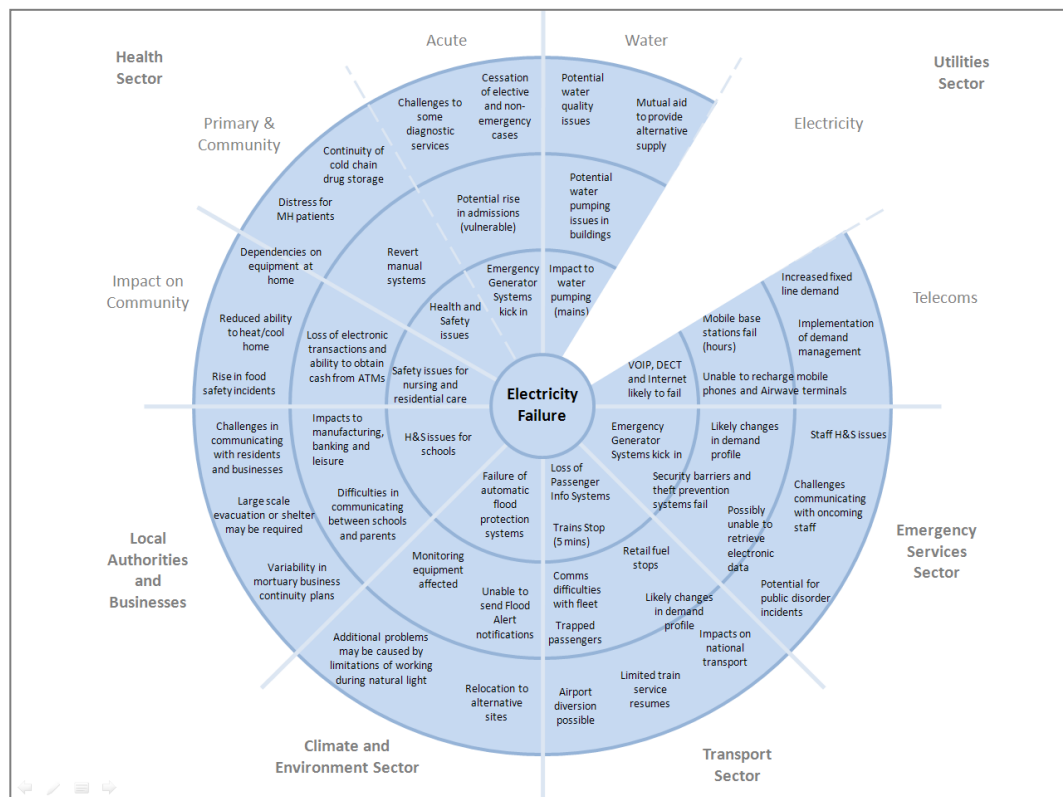 Health
Sector
Acute
Water
Utilities
Sector
Primary &
Community
Electricity
Impact on
Community
Telecoms
Local
Authorities
and
Businesses
Emergency
Services
Sector
Climate and
Environment Sector
Transport
Sector
Electricity
Failure
Challenges to
some
diagnostic
services
Cessation
of elective
and non-
emergency
cases
Potential rise
in admissions
(vulnerable)
Emergency
Generator
Systems
kick in
Potential
water
quality
issues
Mutual aid
to provide
alternative
supply
Potential
water
pumping
issues in
buildings
Impact to
water
pumping
(mains)
Continuity of
cold chain
drug storage
Distress for
MH patients
Revert
manual
systems
Health and
Safety
issues
Dependencies on
equipment at
home
Reduced ability
to heat/cool
home
Rise in food
safety incidents
Loss of electronic
transactions and
ability to obtain
cash from ATMs
Safety issues for
nursing and
residential care
Increased fixed
line demand
Implementation
of demand
management
Mobile base
stations fail
(hours)
Unable to recharge mobile
phones and Airwave terminals
VOIP, DECT
and Internet
likely to fail
Challenges in
communicating
with residents
and businesses
Large scale
evacuation or shelter
may be required
Variability in
mortuary business
continuity plans
Impacts to
manufacturing,
banking and
leisure
Difficulties in
communicating
between schools
and parents
H&S issues for
schools
Failure of
automatic
flood
protection
systems
Monitoring
equipment
affected
Unable to
send Flood
Alert
notifications
Additional problems
may be caused by
limitations of working
during natural light
Relocation to
alternative
sites
Loss of
Passenger
Info Systems
Trains Stop
(5 mins)
Comms
difficulties
with fleet
Trapped
passengers
Retail fuel
stops
Likely changes
in demand
profile
Impacts on
national
transport
Limited train
service
resumes
Airport
diversion
possible
Emergency
Generator
Systems kick in
Likely changes
in demand
profile
Security barriers and
theft prevention
systems fail
Possibly
unable to
retrieve
electronic
data
Staff H&S issues
Challenges
communicating
with oncoming
staff
Potential for
public disorder
incidents